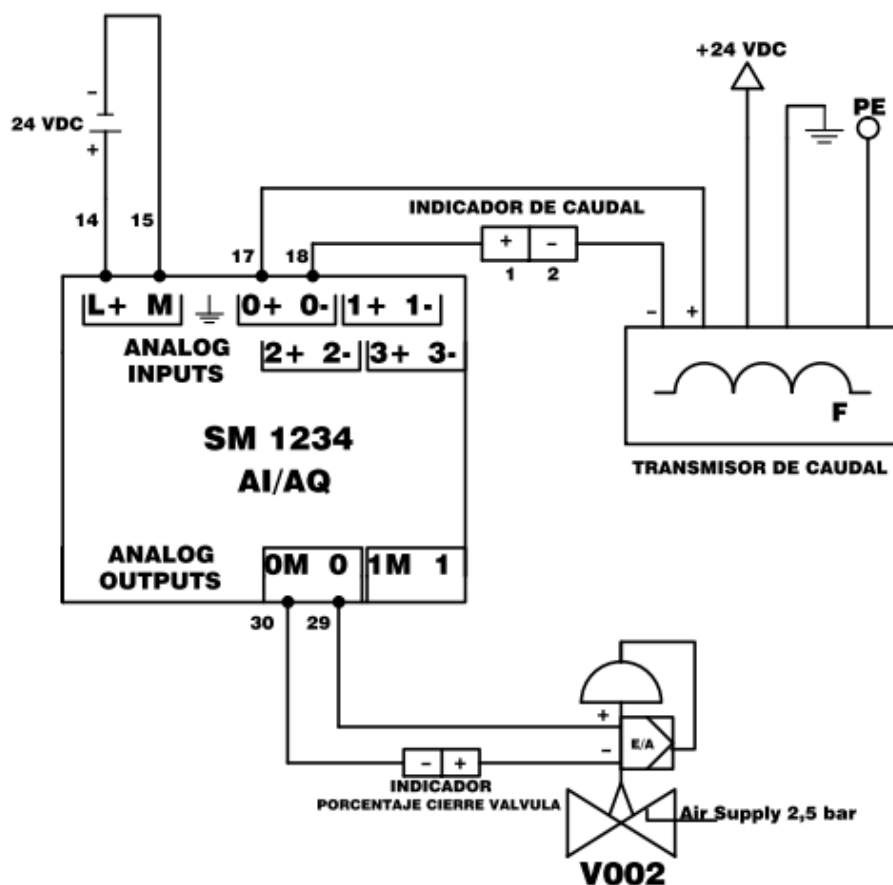 +24 VDC
PE
-
24 VDC
+
14 15
17 18
INDICADOR DE CAUDAL
+ -
1 2
- +
L+ M 0+ 0- 1+ 1-
ANALOG
INPUTS
2+ 2- 3+ 3-
F
SM 1234
AI/AQ
TRANSMISOR DE CAUDAL
ANALOG
OUTPUTS
0M 0 1M 1
30 29
+
-
E/A
- +
INDICADOR
PORCENTAJE CIERRE VALVULA
Air Supply 2,5 bar
V002